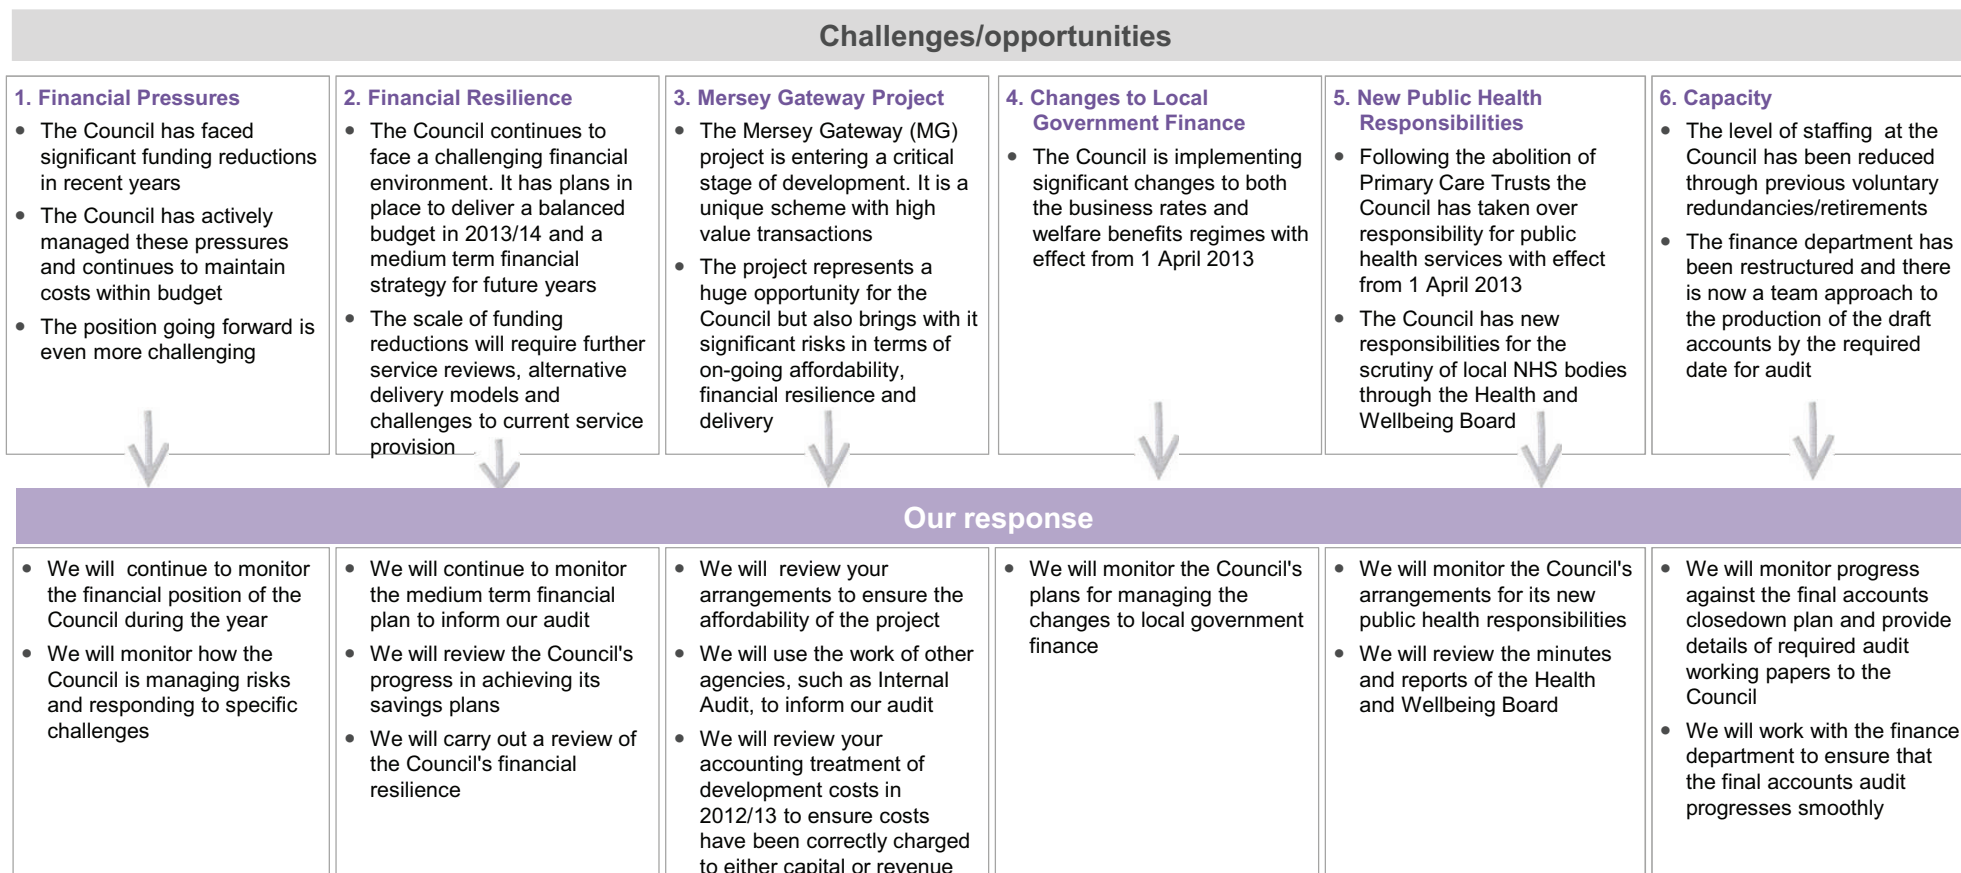 Challenges/opportunities
1. Financial Pressures
• The Council has faced
significant funding reductions
in recent years
• The Council has actively
managed these pressures
and continues to maintain
costs within budget
• The position going forward is
even more challenging
2. Financial Resilience
• The Council continues to
face a challenging financial
environment. It has plans in
place to deliver a balanced
budget in 2013/14 and a
medium term financial
strategy for future years
• The scale of funding
reductions will require further
service reviews, alternative
delivery models and
challenges to current service
provision
3. Mersey Gateway Project
• The Mersey Gateway (MG)
project is entering a critical
stage of development. It is a
unique scheme with high
value transactions
• The project represents a
huge opportunity for the
Council but also brings with it
significant risks in terms of
on-going affordability,
financial resilience and
delivery
4. Changes to Local
Government Finance
• The Council is implementing
significant changes to both
the business rates and
welfare benefits regimes with
effect from 1 April 2013
5. New Public Health
Responsibilities
• Following the abolition of
Primary Care Trusts the
Council has taken over
responsibility for public
health services with effect
from 1 April 2013
• The Council has new
responsibilities for the
scrutiny of local NHS bodies
through the Health and
Wellbeing Board
6. Capacity
• The level of staffing at the
Council has been reduced
through previous voluntary
redundancies/retirements
• The finance department has
been restructured and there
is now a team approach to
the production of the draft
accounts by the required
date for audit
Our response
• We will continue to monitor
the financial position of the
Council during the year
• We will monitor how the
Council is managing risks
and responding to specific
challenges
• We will continue to monitor
the medium term financial
plan to inform our audit
• We will review the Council's
progress in achieving its
savings plans
• We will carry out a review of
the Council's financial
resilience
• We will review your
arrangements to ensure the
affordability of the project
• We will use the work of other
agencies, such as Internal
Audit, to inform our audit
• We will review your
accounting treatment of
development costs in
2012/13 to ensure costs
have been correctly charged
to either capital or revenue
• We will monitor the Council's
plans for managing the
changes to local government
finance
• We will monitor the Council's
arrangements for its new
public health responsibilities
• We will review the minutes
and reports of the Health
and Wellbeing Board
• We will monitor progress
against the final accounts
closedown plan and provide
details of required audit
working papers to the
Council
• We will work with the finance
department to ensure that
the final accounts audit
progresses smoothly